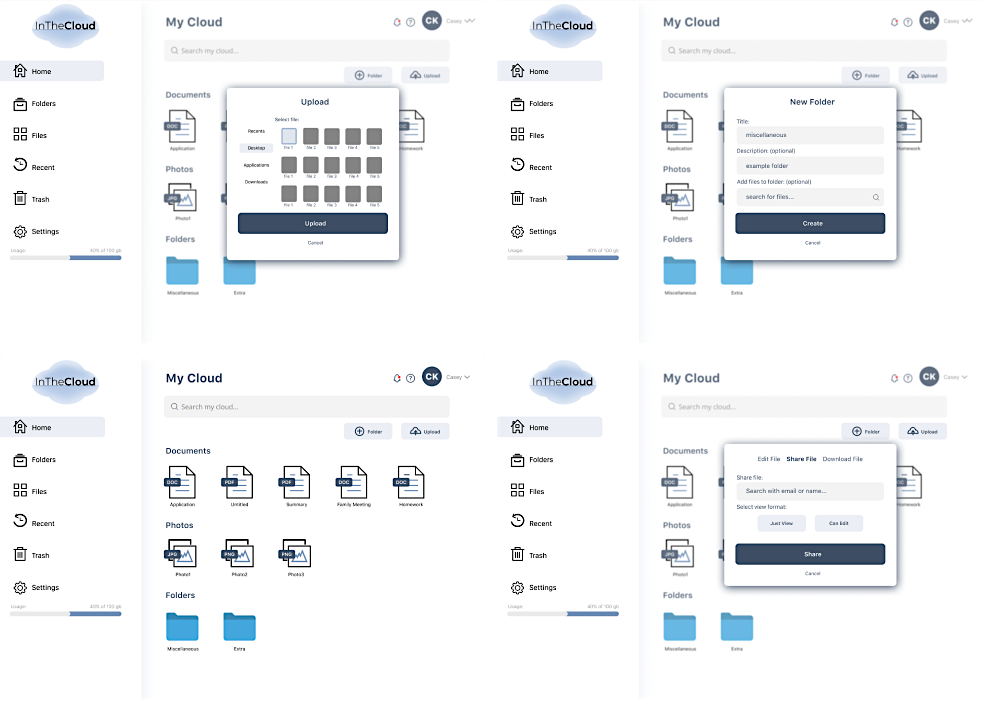 InTheCloud
Home
Folders
Files
Recent
Trash
Settings
Usage: 40% of 100 gb
My Cloud
? CK Casey
Search my cloud...
Folder Upload
Documents
DOC
Application Homework
Photos
JPG
Photo1
Folders
Miscellaneous Extra
Upload
Select file:
Recents
Desktop
Applications
Downloads
file 1 file 2 file 3 file 4 file 5
file 1 file 2 file 3 file 4 file 5
file 1 file 2 file 3 file 4 file 5
Upload
Cancel
InTheCloud
Home
Folders
Files
Recent
Trash
Settings
Usage: 40% of 100 gb
My Cloud
? CK Casey
Search my cloud...
Folder Upload
Documents
DOC
Application Homework
Photos
JPG
Photo1
Folders
Miscellaneous Extra
New Folder
Title:
miscellaneous
Description: (optional)
example folder
Add files to folder: (optional)
search for files...
Create
Cancel
InTheCloud
Home
Folders
Files
Recent
Trash
Settings
Usage: 40% of 100 gb
My Cloud
? CK Casey
Search my cloud...
Folder Upload
Documents
DOC PDF PDF DOC DOC
Application Untitled Summary Family Meeting Homework
Photos
JPG PNG PNG
Photo1 Photo2 Photo3
Folders
Miscellaneous Extra
InTheCloud
Home
Folders
Files
Recent
Trash
Settings
Usage: 40% of 100 gb
My Cloud
? CK Casey
Search my cloud...
Folder Upload
Documents
DOC
Application Homework
Photos
JPG
Photo1
Folders
Miscellaneous Extra
Edit File Share File Download File
Share file:
Search with email or name...
Select view format:
Just View Can Edit
Share
Cancel